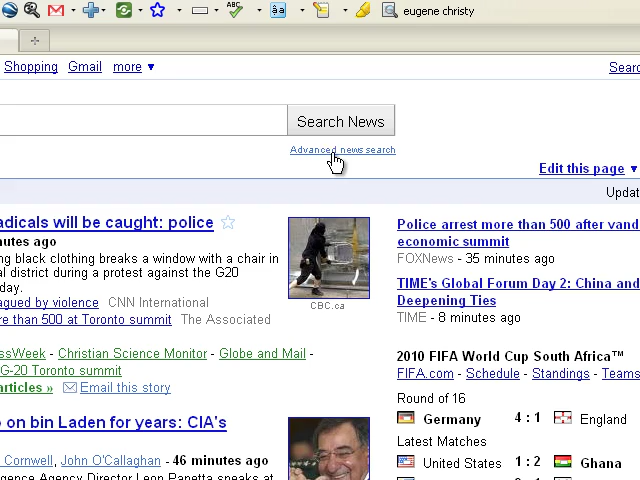 ABC
äa
eugene christy
Shopping Gmail more ▼
Search News
Advanced news search
Edit this page ▼
adicals will be caught: police
nutes ago
ng black clothing breaks a window with a chair in
al district during a protest against the G20
day.
agued by violence CNN International
re than 500 at Toronto summit The Associated
essWeek - Christian Science Monitor - Globe and Mail -
G-20 Toronto summit
articles » Email this story
CBC.ca
o on bin Laden for years: CIA's
Cornwell, John O'Callaghan - 46 minutes ago
igence Agency Director Leon Panetta speaks at
Police arrest more than 500 after vand
economic summit
FOXNews - 35 minutes ago
TIME's Global Forum Day 2: China and
Deepening Ties
TIME - 8 minutes ago
2010 FIFA World Cup South Africa™
FIFA.com - Schedule - Standings - Teams
Round of 16
Germany 4 : 1 England
Latest Matches
United States 1 : 2 Ghana